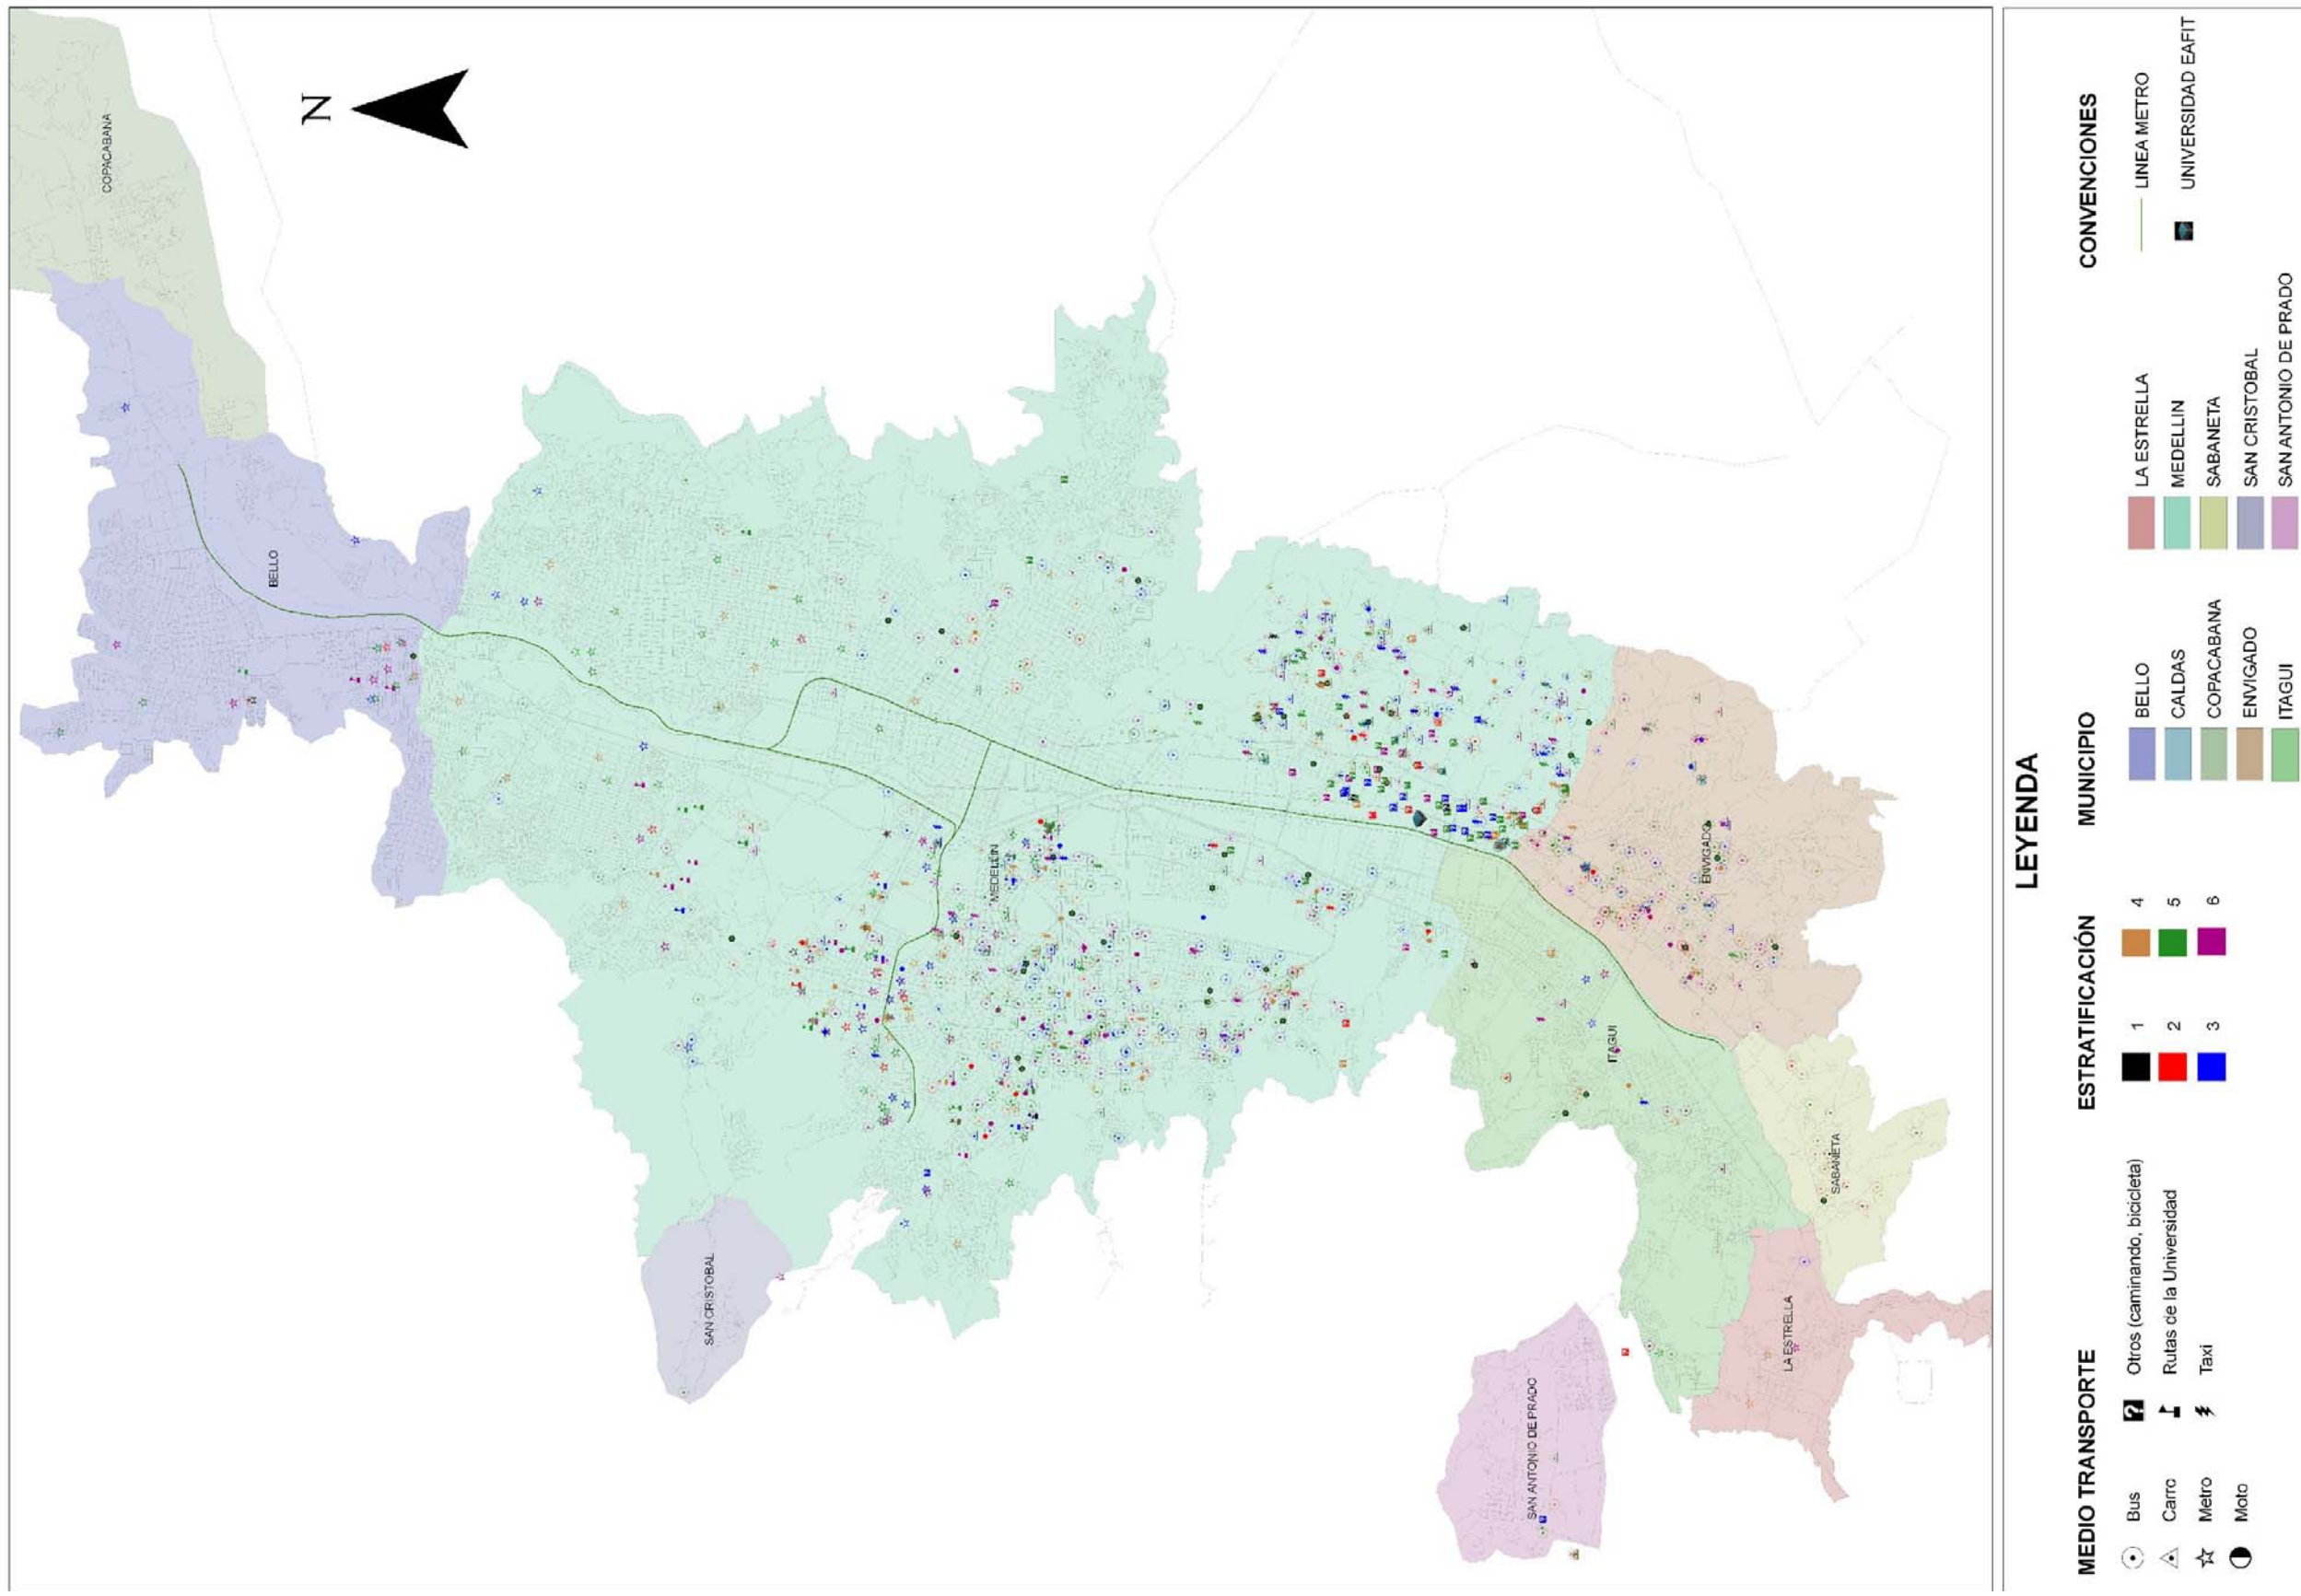 COPACABANA
N
BELLO
MEDELLIN
ENVIGADO
ITAGUI
SAN CRISTOBAL
SABANETA
LA ESTRELLA
SAN ANTONIO DE PRADO
LEYENDA
MEDIO TRANSPORTE
Bus
Carro
Metro
Moto
Otros (caminando, bicicleta)
Rutas de la Universidad
Taxi
ESTRATIFICACIÓN
1
2
3
4
5
6
MUNICIPIO
BELLO
CALDAS
COPACABANA
ENVIGADO
ITAGUI
LA ESTRELLA
MEDELLIN
SABANETA
SAN CRISTOBAL
SAN ANTONIO DE PRADO
CONVENCIONES
LINEA METRO
UNIVERSIDAD EAFIT